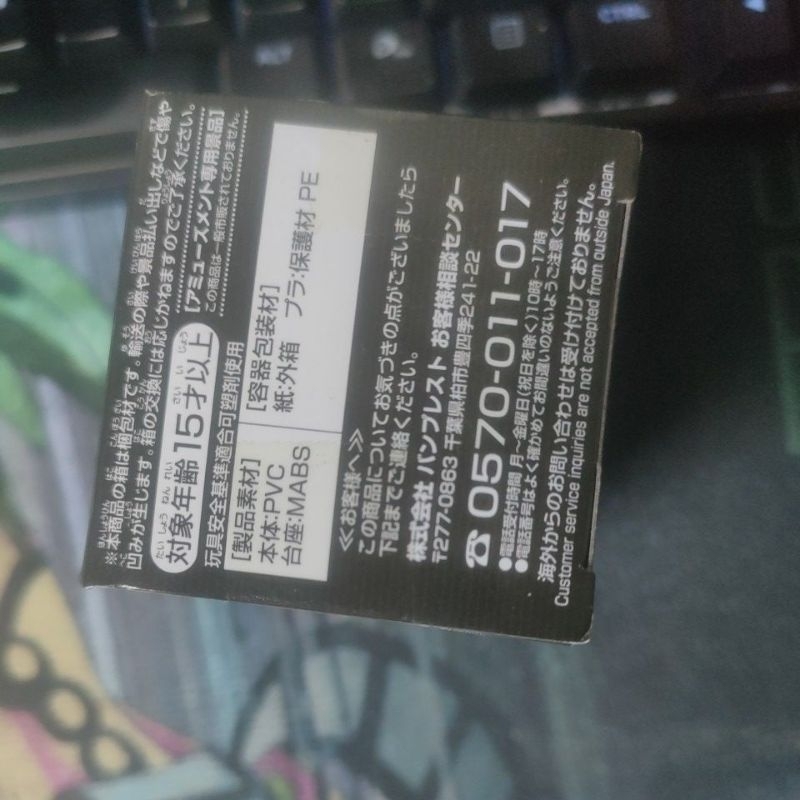 ※本商品の箱は梱包材です。輸送の際や景品払い出しなどで傷や
凹みが生じます。箱の交換には応じかねますのでご了承ください。
対象年齢 15才以上
[アミューズメント専用景品]
この商品は一般市販されておりません。
玩具安全基準適合可塑剤使用
[製品素材]
本体:PVC
台座:MABS
[容器包装材]
紙:外箱 プラ:保護材 PE
≪お客様へ≫
この商品についてお気づきの点がございましたら
下記までご連絡ください。
株式会社 バンプレスト お客様相談センター
〒277-0863 千葉県柏市豊四季241-22
☎ 0570-011-017
●電話受付時間 月~金曜日(祝日を除く)10時~17時
●電話番号はよく確かめてお間違いのないようご注意ください。
海外からのお問い合わせは受け付けておりません。
Customer service inquiries are not accepted from outside Japan.
CTRL
ALT